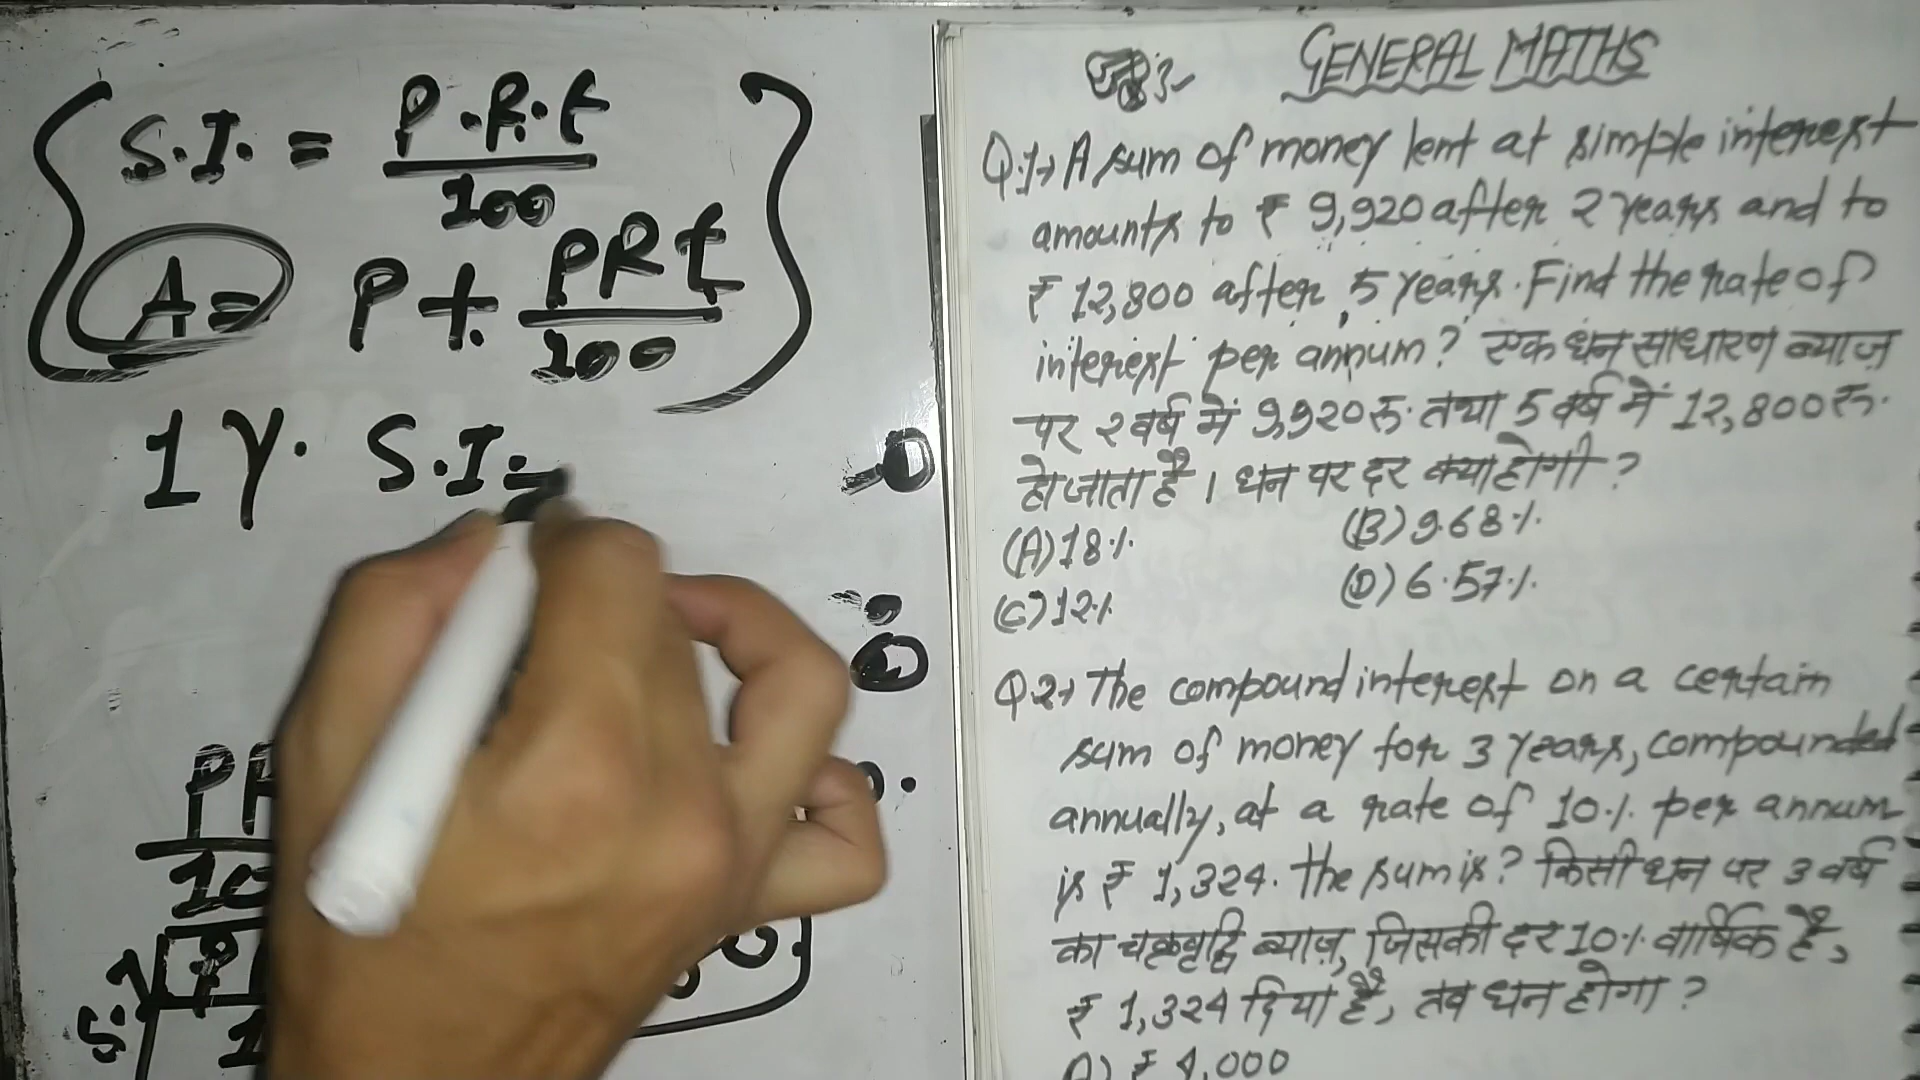 S.I. = P.R.t
100
A = P + PRt
100
1 Y. S.I. =
GENERAL MATHS
Q.1→ A sum of money lent at simple interest
amounts to ₹ 9,920 after 2 years and to
₹ 12,800 after 5 years. Find the rate of
interest per annum? एक धन साधारण ब्याज़
पर २ वर्ष में 9,920 रु. तथा 5 वर्ष में 12,800 रु.
हो जाता है। धन पर दर क्या होगी?
(A) 18%. (B) 9.68%.
(C) 12% (D) 6.57%.
Q.2→ The compound interest on a certain
sum of money for 3 years, compounded
annually, at a rate of 10%. per annum
is ₹ 1,324. the sum is? किसी धन पर 3 वर्ष
का चक्रवृद्धि ब्याज़, जिसकी दर 10%. वार्षिक है,
₹ 1,324 दिया है, तब धन होगा?
A) ₹ 4,000